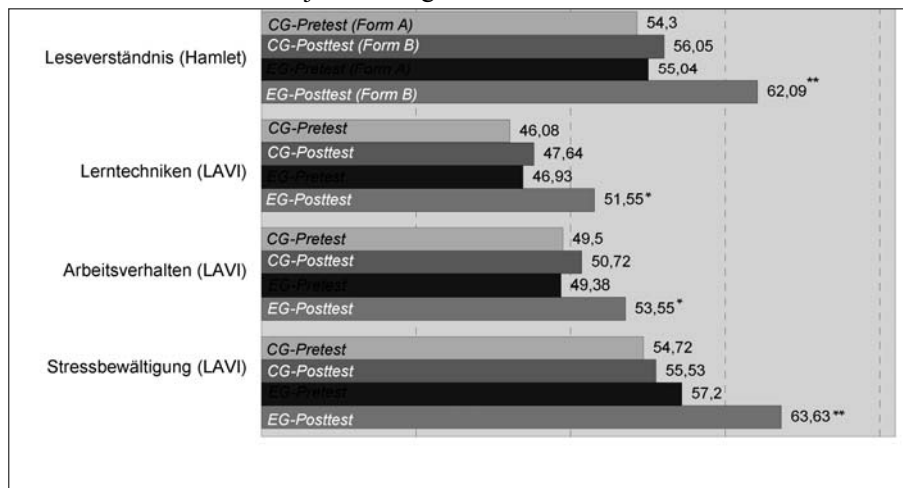 Leseverständnis (Hamlet)
CG-Pretest (Form A) 54,3
CG-Posttest (Form B) 56,05
EG-Pretest (Form A) 55,04
EG-Posttest (Form B) 62,09**
Lerntechniken (LAVI)
CG-Pretest 46,08
CG-Posttest 47,64
EG-Pretest 46,93
EG-Posttest 51,55*
Arbeitsverhalten (LAVI)
CG-Pretest 49,5
CG-Posttest 50,72
EG-Pretest 49,38
EG-Posttest 53,55*
Stressbewältigung (LAVI)
CG-Pretest 54,72
CG-Posttest 55,53
EG-Pretest 57,2
EG-Posttest 63,63**